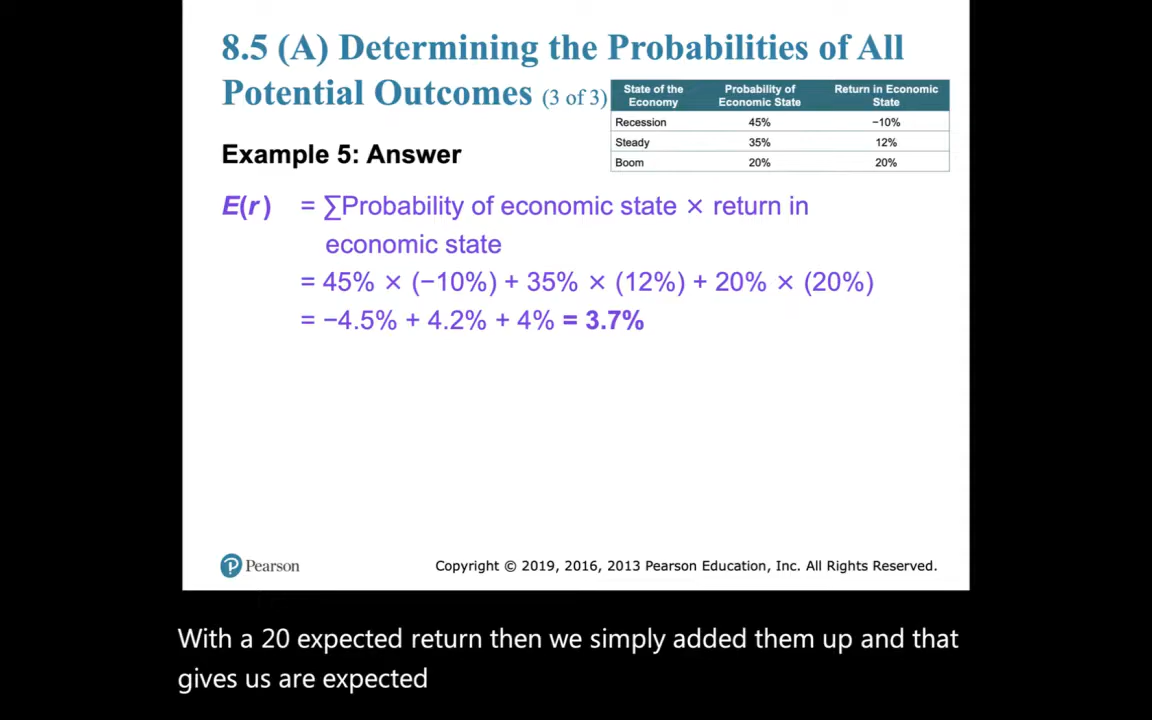 8.5 (A) Determining the Probabilities of All
Potential Outcomes (3 of 3)
State of the Economy Probability of Economic State Return in Economic State
Recession 45% −10%
Steady 35% 12%
Boom 20% 20%
Example 5: Answer
E(r) = ∑Probability of economic state × return in
economic state
= 45% × (−10%) + 35% × (12%) + 20% × (20%)
= −4.5% + 4.2% + 4% = 3.7%
P Pearson
Copyright © 2019, 2016, 2013 Pearson Education, Inc. All Rights Reserved.
With a 20 expected return then we simply added them up and that
gives us are expected